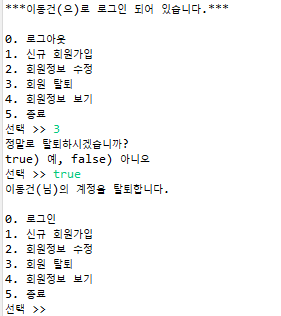 ***이동건(으)로 로그인 되어 있습니다.***
0. 로그아웃
1. 신규 회원가입
2. 회원정보 수정
3. 회원 탈퇴
4. 회원정보 보기
5. 종료
선택 >> 3
정말로 탈퇴하시겠습니까?
true) 예, false) 아니오
선택 >> true
이동건(님)의 계정을 탈퇴합니다.
0. 로그인
1. 신규 회원가입
2. 회원정보 수정
3. 회원 탈퇴
4. 회원정보 보기
5. 종료
선택 >>